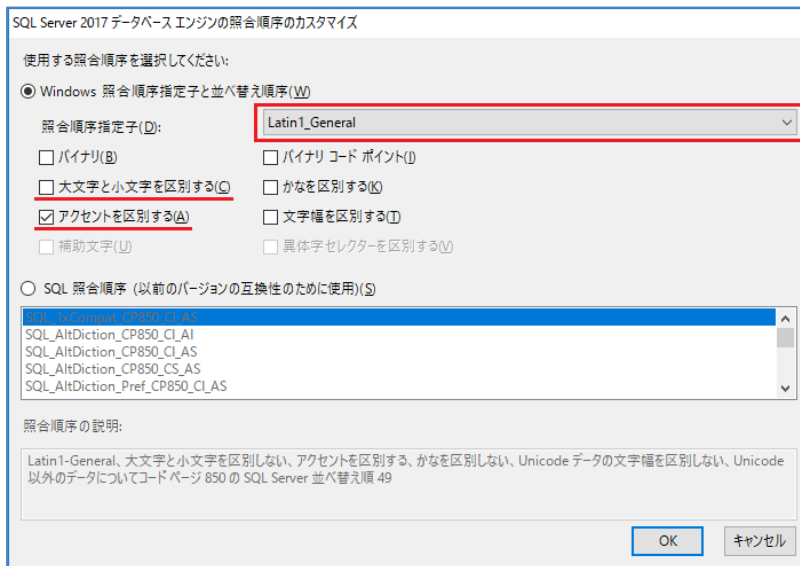 SQL Server 2017 データベース エンジンの照合順序のカスタマイズ
使用する照合順序を選択してください:
Windows 照合順序指定子と並べ替え順序(W)
照合順序指定子(D):
Latin1_General
バイナリ(B)
バイナリ コード ポイント(I)
大文字と小文字を区別する(C)
かなを区別する(K)
アクセントを区別する(A)
文字幅を区別する(T)
補助文字(U)
異体字セレクターを区別する(V)
SQL 照合順序 (以前のバージョンの互換性のために使用)(S)
SQL_1xCompat_CP850_CI_AS
SQL_AltDiction_CP850_CI_AI
SQL_AltDiction_CP850_CI_AS
SQL_AltDiction_CP850_CS_AS
SQL_AltDiction_Pref_CP850_CI_AS
照合順序の説明:
Latin1-General、大文字と小文字を区別しない、アクセントを区別する、かなを区別しない、Unicode データの文字幅を区別しない、Unicode
以外のデータについてコード ページ 850 の SQL Server 並べ替え順 49
OK
キャンセル